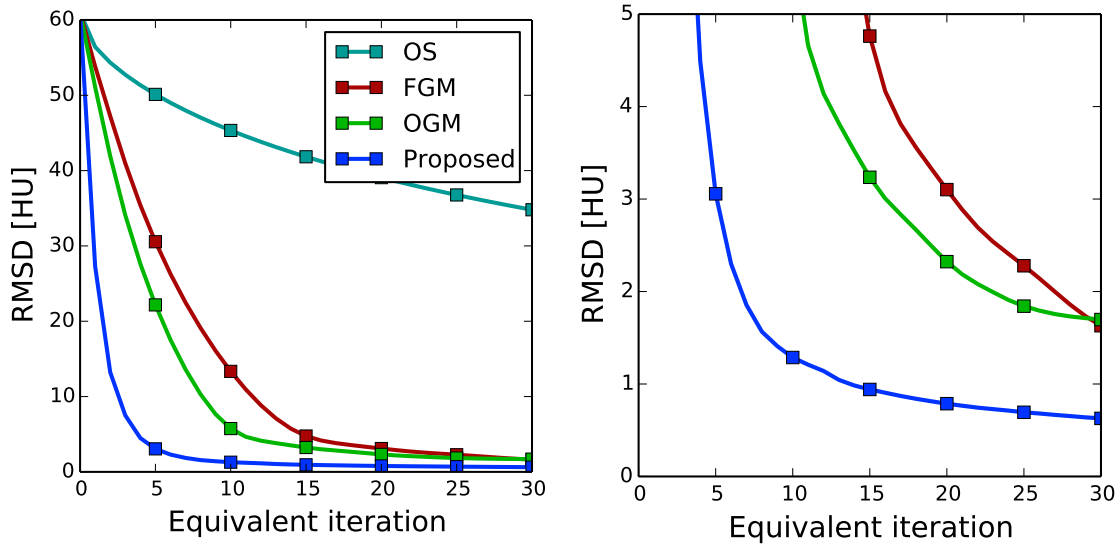 60
50
40
30
20
10
0
RMSD [HU]
OS
FGM
OGM
Proposed
0 5 10 15 20 25 30
Equivalent iteration
5
4
3
2
1
0
RMSD [HU]
0 5 10 15 20 25 30
Equivalent iteration